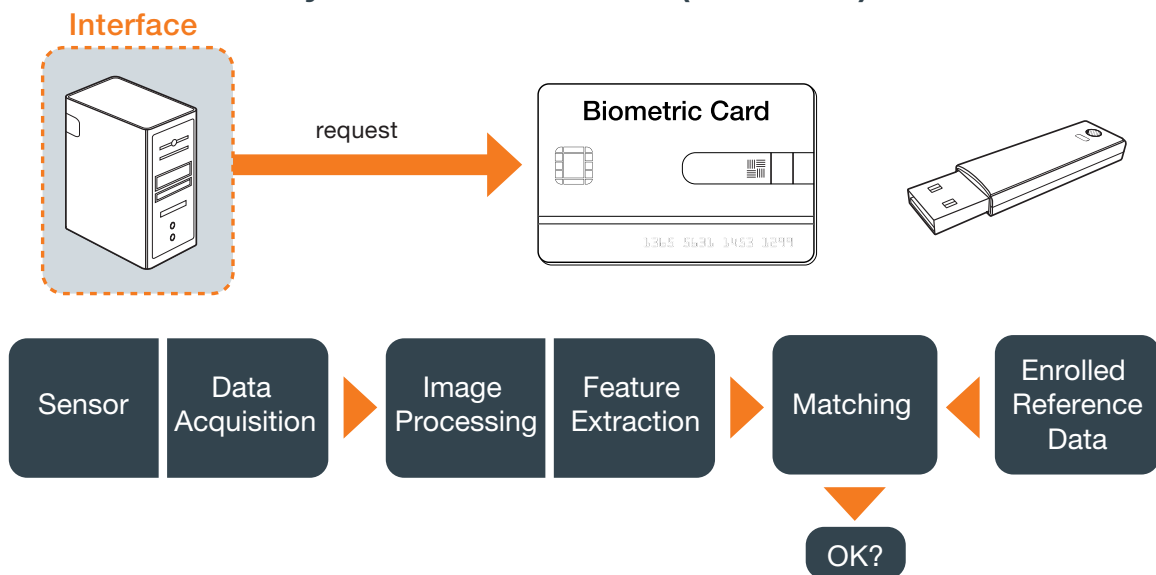 Interface
request
Biometric Card
1365 5631 1453 1299
Sensor
Data
Acquisition
Image
Processing
Feature
Extraction
Matching
Enrolled
Reference
Data
OK?